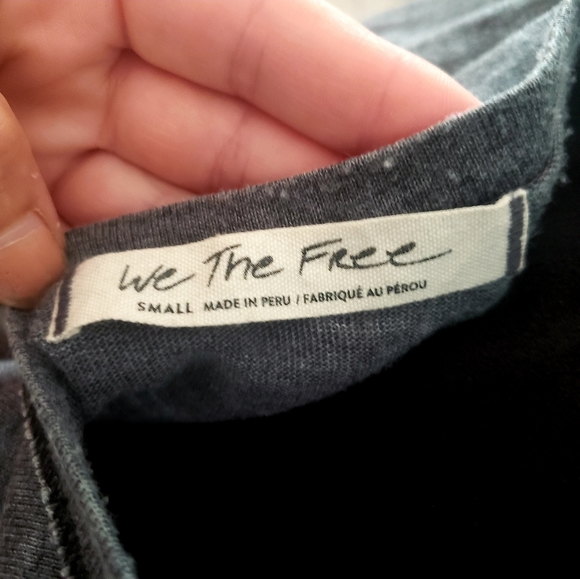 We The Free
SMALL MADE IN PERU / FABRIQUÉ AU PÉROU